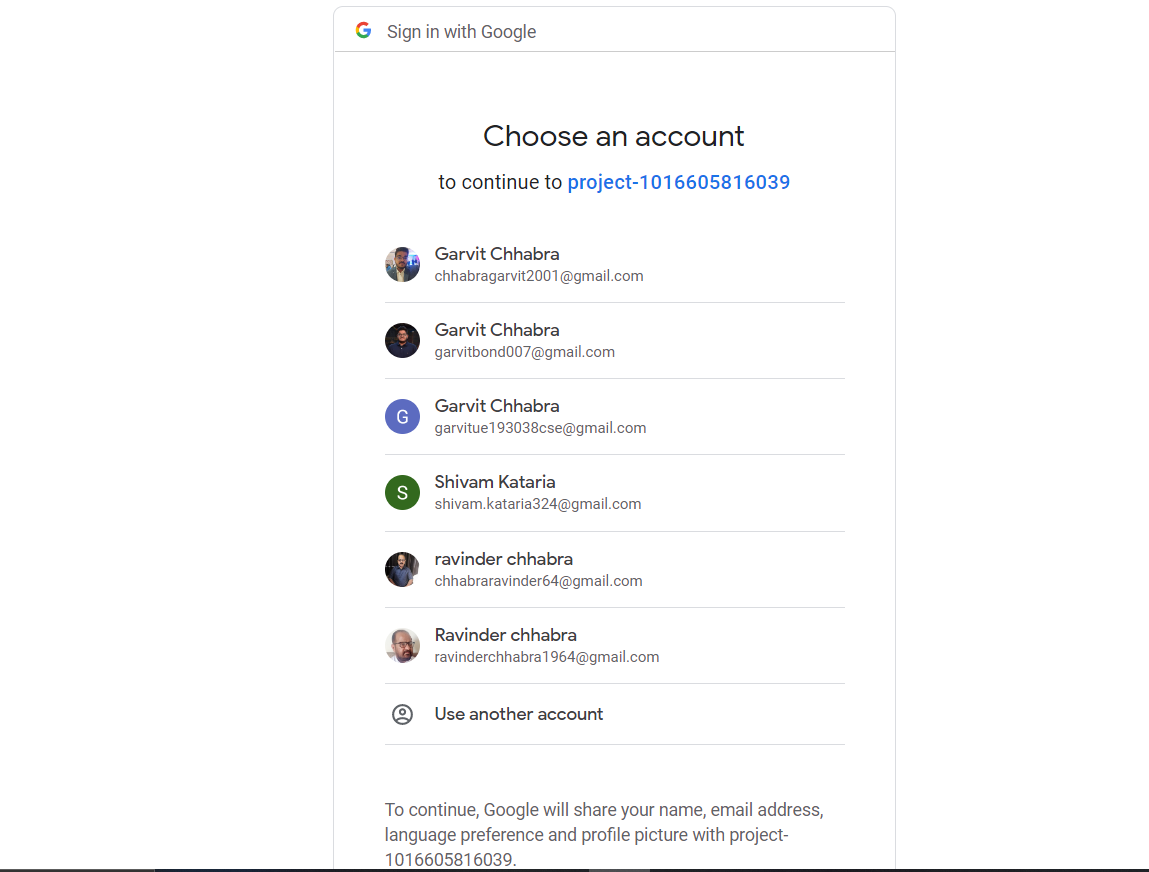 Sign in with Google
Choose an account
to continue to project-1016605816039
Garvit Chhabra
chhabragarvit2001@gmail.com
Garvit Chhabra
garvitbond007@gmail.com
G
Garvit Chhabra
garvitue193038cse@gmail.com
S
Shivam Kataria
shivam.kataria324@gmail.com
ravinder chhabra
chhabraravinder64@gmail.com
Ravinder chhabra
ravinderchhabra1964@gmail.com
Use another account
To continue, Google will share your name, email address,
language preference and profile picture with project-
1016605816039.